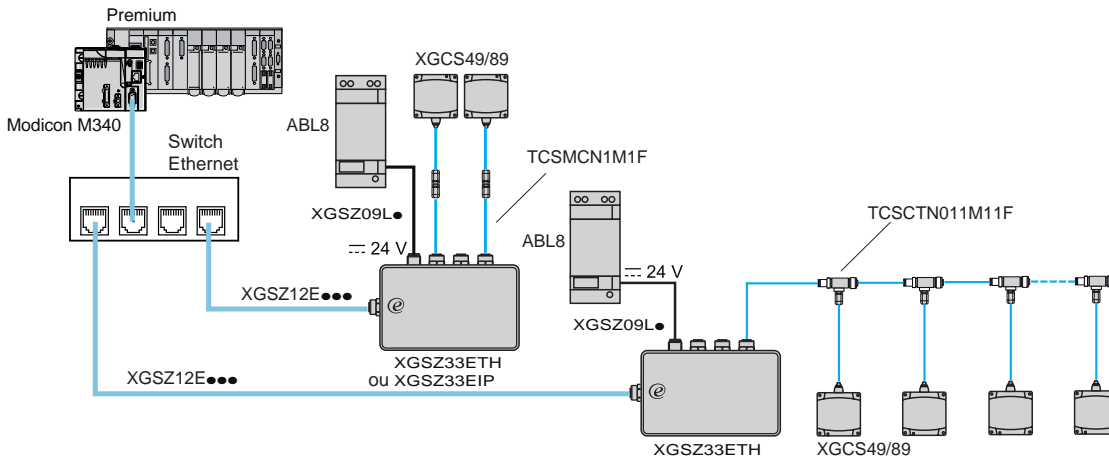 Premium
XGCS49/89
Modicon M340
ABL8
Switch
Ethernet
TCSMCN1M1F
XGSZ09L●
TCSCTN011M11F
ABL8
24 V
24 V
XGSZ12E●●●
XGSZ09L●
e
XGSZ33ETH
ou XGSZ33EIP
XGSZ12E●●●
e
XGSZ33ETH
XGCS49/89